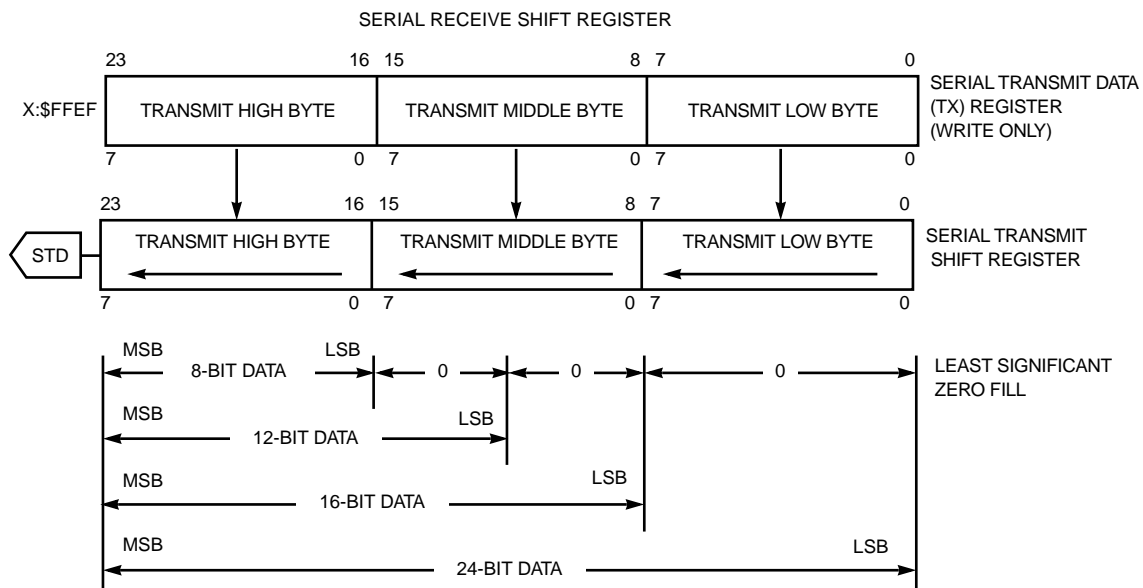 SERIAL RECEIVE SHIFT REGISTER
23 16 15 8 7 0
X:$FFEF TRANSMIT HIGH BYTE TRANSMIT MIDDLE BYTE TRANSMIT LOW BYTE
SERIAL TRANSMIT DATA
(TX) REGISTER
(WRITE ONLY)
7 0 7 0 7 0
23 16 15 8 7 0
STD TRANSMIT HIGH BYTE TRANSMIT MIDDLE BYTE TRANSMIT LOW BYTE
SERIAL TRANSMIT
SHIFT REGISTER
7 0 7 0 7 0
MSB LSB
8-BIT DATA 0 0 0
LEAST SIGNIFICANT
ZERO FILL
MSB LSB
12-BIT DATA
MSB LSB
16-BIT DATA
MSB LSB
24-BIT DATA